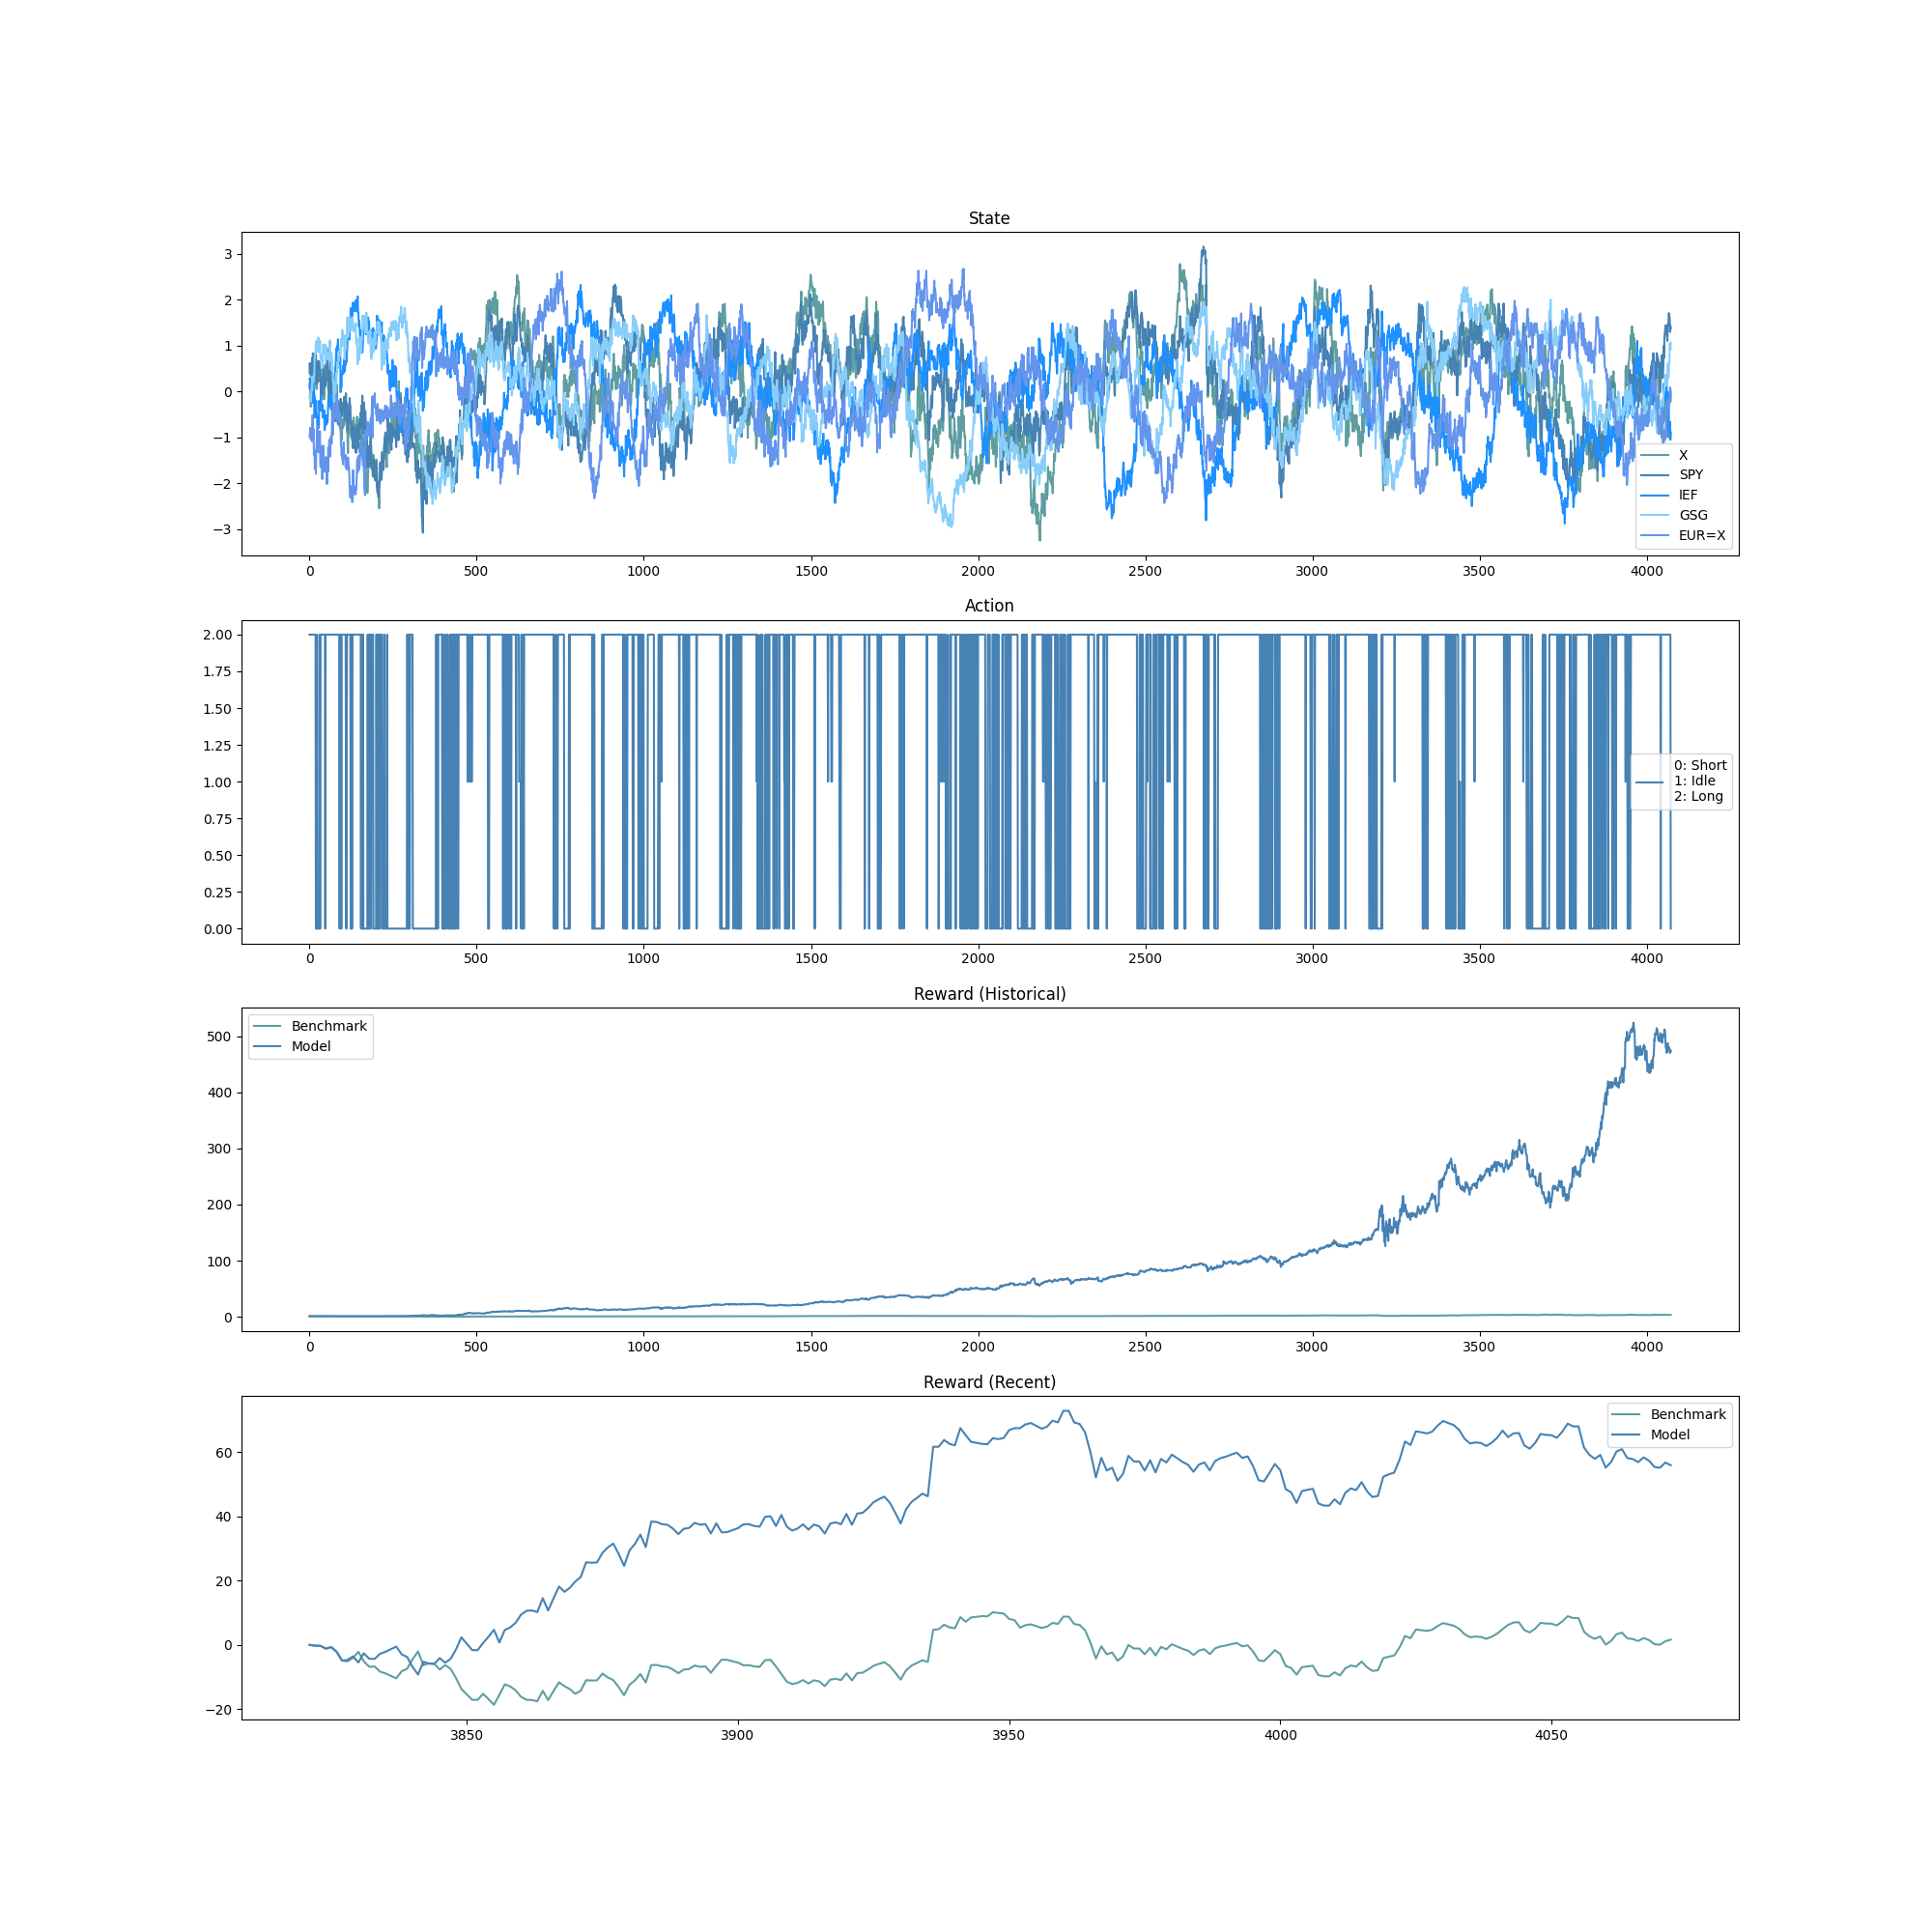 State
3
2
1
0
−1
−2
−3
X
SPY
IEF
GSG
EUR=X
0 500 1000 1500 2000 2500 3000 3500 4000
Action
2.00
1.75
1.50
1.25
1.00
0.75
0.50
0.25
0.00
0: Short
1: Idle
2: Long
0 500 1000 1500 2000 2500 3000 3500 4000
Reward (Historical)
Benchmark
Model
500
400
300
200
100
0
0 500 1000 1500 2000 2500 3000 3500 4000
Reward (Recent)
Benchmark
Model
60
40
20
0
−20
3850 3900 3950 4000 4050